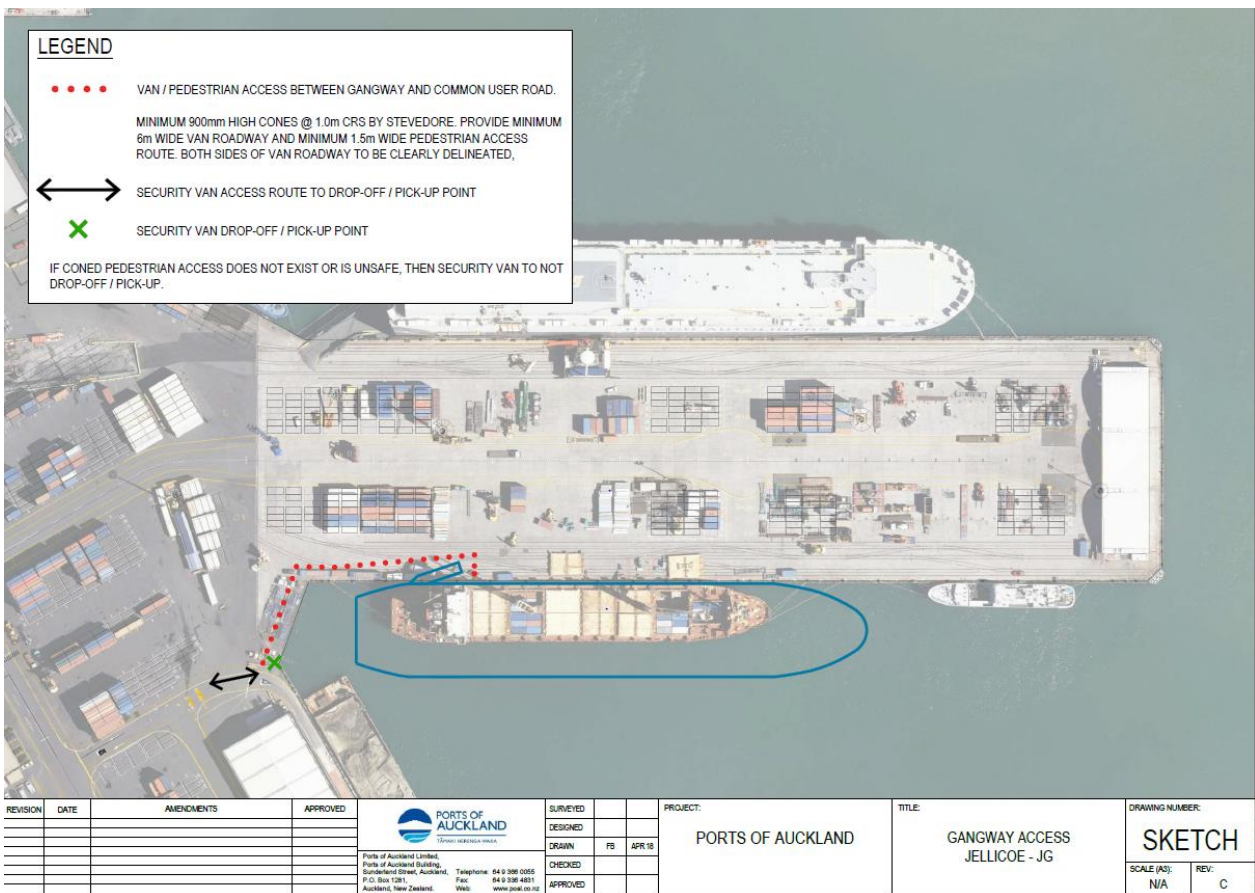 LEGEND
VAN / PEDESTRIAN ACCESS BETWEEN GANGWAY AND COMMON USER ROAD.
MINIMUM 900mm HIGH CONES @ 1.0m CRS BY STEVEDORE. PROVIDE MINIMUM
6m WIDE VAN ROADWAY AND MINIMUM 1.5m WIDE PEDESTRIAN ACCESS
ROUTE. BOTH SIDES OF VAN ROADWAY TO BE CLEARLY DELINEATED,
SECURITY VAN ACCESS ROUTE TO DROP-OFF / PICK-UP POINT
SECURITY VAN DROP-OFF / PICK-UP POINT
IF CONED PEDESTRIAN ACCESS DOES NOT EXIST OR IS UNSAFE, THEN SECURITY VAN TO NOT
DROP-OFF / PICK-UP.
REVISION DATE AMENDMENTS APPROVED
PORTS OF
AUCKLAND
Ports of Auckland Limited,
Ports of Auckland Building,
Sunderland Street, Auckland, Telephone: 64 9 366 0055
P.O. Box 1281, Fax: 64 9 336 4831
Auckland, New Zealand. Web: www.poal.co.nz
SURVEYED
DESIGNED
DRAWN FB APR 18
CHECKED
APPROVED
PROJECT:
PORTS OF AUCKLAND
TITLE:
GANGWAY ACCESS
JELLICOE - JG
DRAWING NUMBER:
SKETCH
SCALE (A3): REV:
N/A C